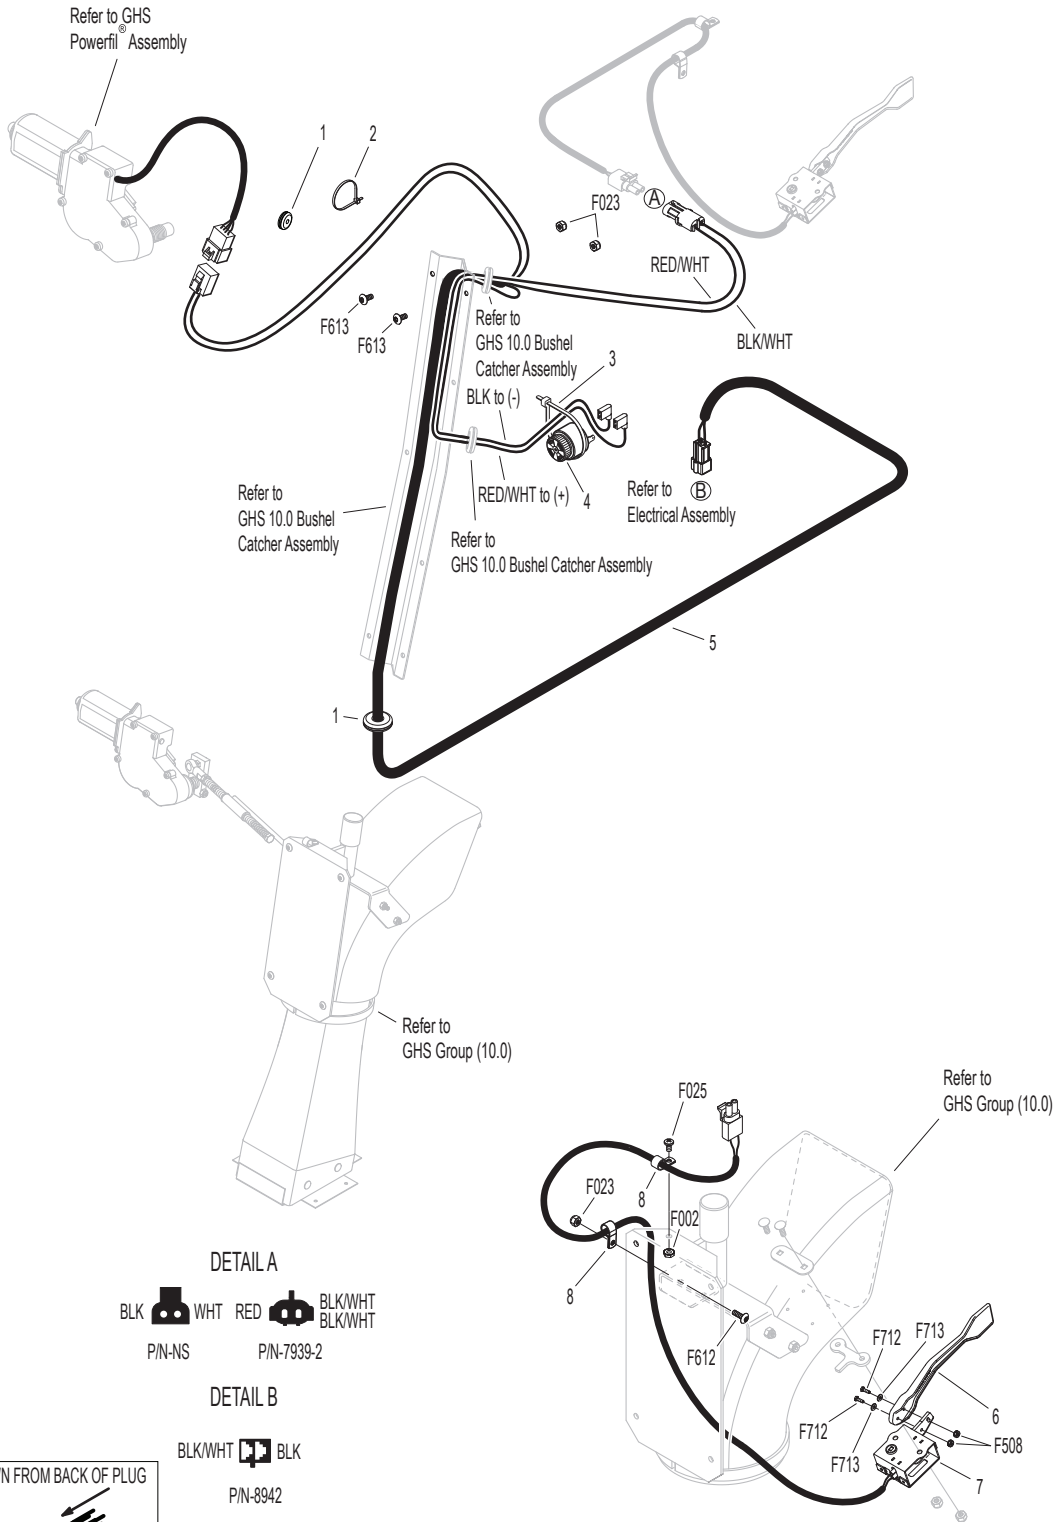 Refer to GHS
Powerfil® Assembly
1
2
F023
A
RED/WHT
BLK/WHT
F613
F613
Refer to
GHS 10.0 Bushel
Catcher Assembly
3
BLK to (-)
RED/WHT to (+)
4
Refer to
GHS 10.0 Bushel
Catcher Assembly
Refer to
GHS 10.0 Bushel Catcher Assembly
Refer to B
Electrical Assembly
5
1
Refer to
GHS Group (10.0)
Refer to
GHS Group (10.0)
F025
8
F023
F002
8
F612
F712
F713
F712
F713
6
F508
7
DETAIL A
BLK WHT RED BLK/WHT
BLK/WHT
P/N-NS P/N-7939-2
DETAIL B
BLK/WHT BLK
P/N-8942
FROM BACK OF PLUG